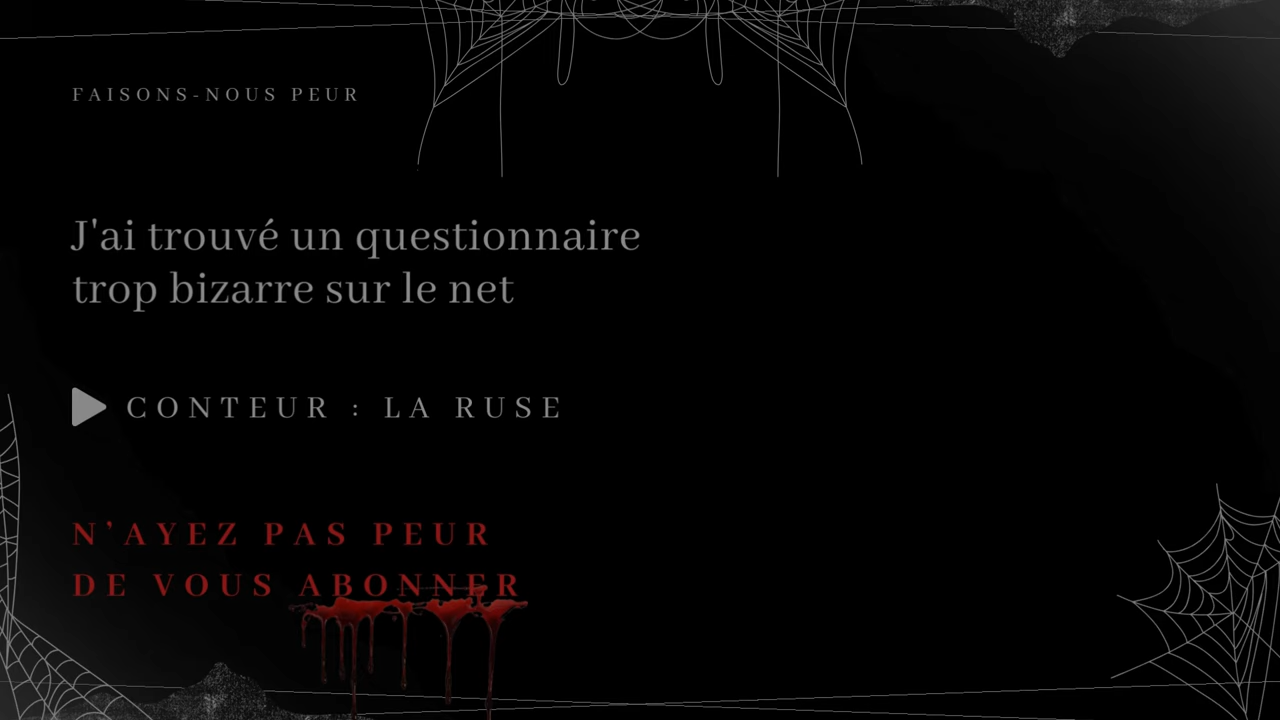 FAISONS-NOUS PEUR
J'ai trouvé un questionnaire
trop bizarre sur le net
CONTEUR : LA RUSE
N’AYEZ PAS PEUR
DE VOUS ABONNER